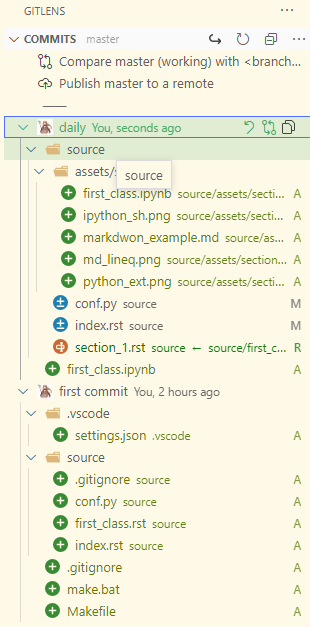 GITLENS
COMMITS master
Compare master (working) with <branch...
Publish master to a remote
daily You, seconds ago
source
assets/s
source
first_class.ipynb source/assets/secti... A
ipython_sh.png source/assets/secti... A
markdwon_example.md source/as... A
md_lineq.png source/assets/section... A
python_ext.png source/assets/secti... A
conf.py source M
index.rst source M
section_1.rst source ← source/first_c... R
first_class.ipynb A
first commit You, 2 hours ago
.vscode
settings.json .vscode A
source
.gitignore source A
conf.py source A
first_class.rst source A
index.rst source A
.gitignore A
make.bat A
Makefile A